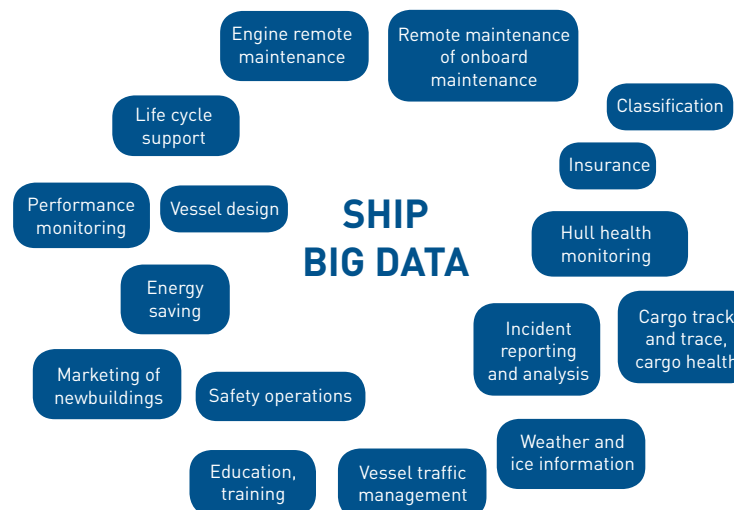 Engine remote
maintenance
Remote maintenance
of onboard
maintenance
Classification
Life cycle
support
Insurance
Performance
monitoring
Vessel design
SHIP
BIG DATA
Hull health
monitoring
Energy
saving
Incident
reporting
and analysis
Cargo track
and trace,
cargo health
Marketing of
newbuildings
Safety operations
Weather and
ice information
Education,
training
Vessel traffic
management